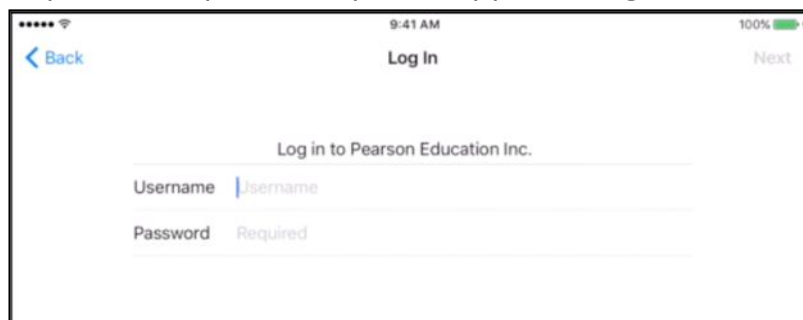 9:41 AM 100%
Back Log In Next
Log in to Pearson Education Inc.
Username Username
Password Required